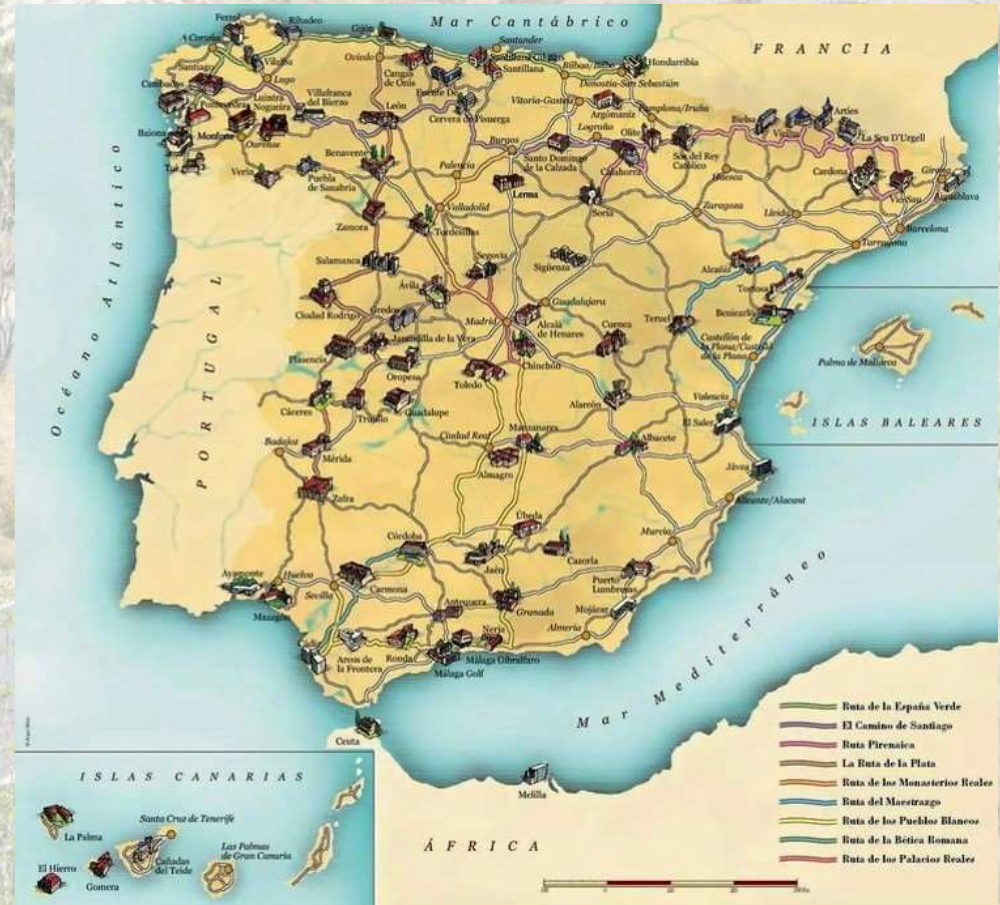 Mar Cantábrico
FRANCIA
Océano Atlántico
PORTUGAL
Ferrol
Ribadeo
Gijón
A Coruña
Vilalba
Oviedo
Santander
Santillana
Bilbao/Bilbo
Hondarribia
Donostia-San Sebastián
Santiago
Lugo
Cangas
de Onís
Fuente Dé
Cambados
Pontevedra
Villafranca
del Bierzo
León
Cervera de Pisuerga
Vitoria-Gasteiz
Argómaniz
Pamplona/Iruña
Bielsa
Vielha
Arties
La Seu D'Urgell
Baiona
Monforte
Ourense
Benavente
Burgos
Logroño
Olite
Sos del Rey
Católico
Verín
Puebla
de Sanabria
Palencia
Santo Domingo
de la Calzada
Calahorra
Huesca
Cardona
Vic-Sau
Aiguablava
Lerma
Soria
Zamora
Valladolid
Tordesillas
Zaragoza
Lleida
Barcelona
Tarragona
Salamanca
Segovia
Sigüenza
Alcañiz
Tortosa
Ciudad Rodrigo
Ávila
Gredos
Guadalajara
Teruel
Benicarló
Madrid
Alcalá
de Henares
Cuenca
Plasencia
Jarandilla de la Vera
Oropesa
Toledo
Chinchón
Palma de Mallorca
Cáceres
Trujillo
Guadalupe
Alarcón
Valencia
El Saler
ISLAS BALEARES
Badajoz
Mérida
Ciudad Real
Manzanares
Albacete
Almagro
Jávea
Zafra
Alicante/Alacant
Córdoba
Úbeda
Murcia
Cazorla
Jaén
Ayamonte
Huelva
Sevilla
Carmona
Puerto
Lumbreras
Mazagón
Antequera
Granada
Mojácar
Nerja
Almería
Arcos de
la Frontera
Ronda
Málaga Gibralfaro
Málaga Golf
Mar Mediterráneo
Ceuta
Melilla
ÁFRICA
ISLAS CANARIAS
La Palma
Santa Cruz de Tenerife
Las Palmas
de Gran Canaria
El Hierro
Gomera
Cañadas
del Teide
Ruta de la España Verde
El Camino de Santiago
Ruta Pirenaica
La Ruta de la Plata
Ruta de los Monasterios Reales
Ruta del Maestrazgo
Ruta de los Pueblos Blancos
Ruta de la Bética Romana
Ruta de los Palacios Reales